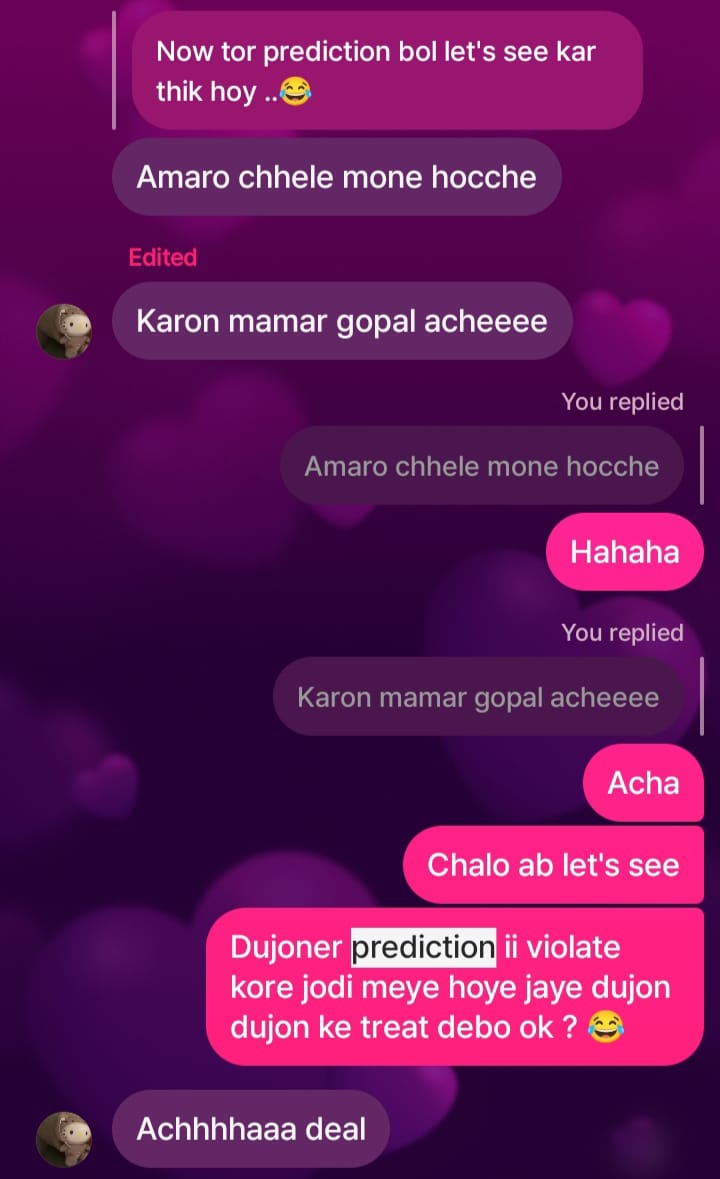 Now tor prediction bol let's see kar
thik hoy ..😂
Amaro chhele mone hocche
Edited
Karon mamar gopal acheeee
You replied
Amaro chhele mone hocche
Hahaha
You replied
Karon mamar gopal acheeee
Acha
Chalo ab let's see
Dujoner prediction ii violate
kore jodi meye hoye jaye dujon
dujon ke treat debo ok ? 😂
Achhhhaaa deal